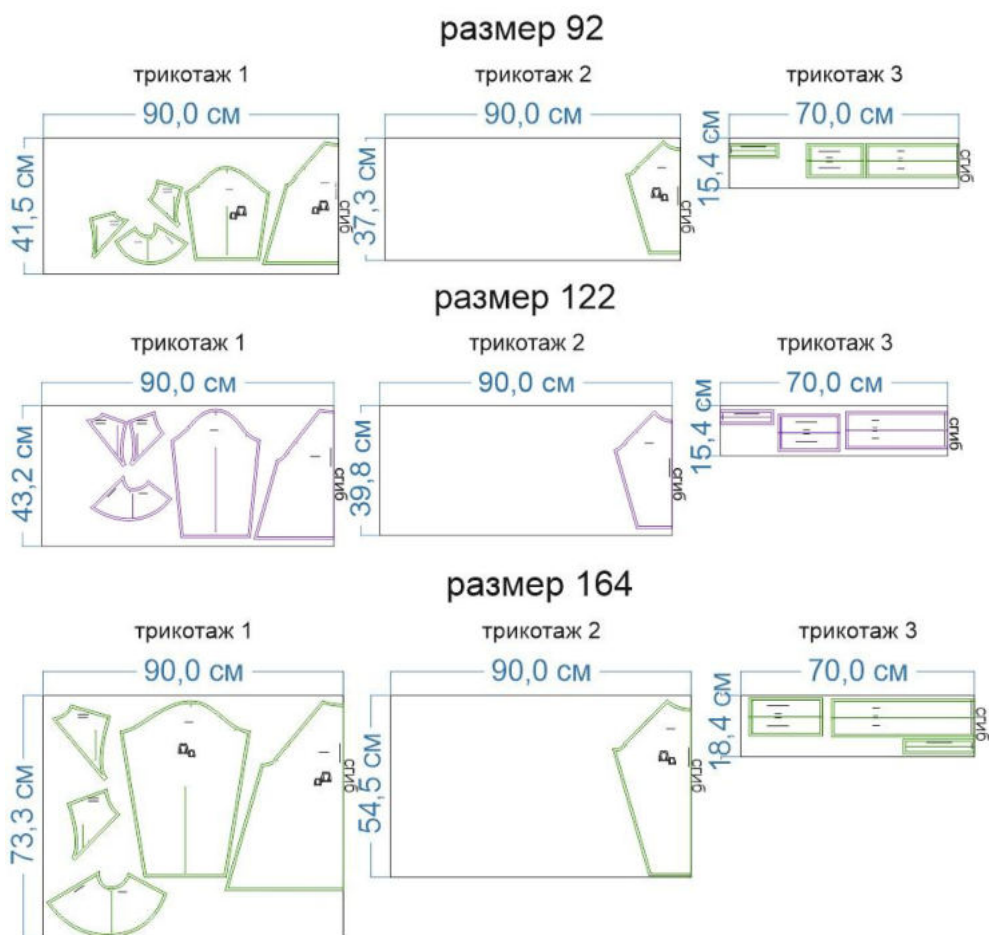 размер 92
трикотаж 1
трикотаж 2
трикотаж 3
90,0 см
90,0 см
70,0 см
41,5 см
сгиб
37,3 см
сгиб
15,4 см
сгиб
размер 122
трикотаж 1
трикотаж 2
трикотаж 3
90,0 см
90,0 см
70,0 см
43,2 см
сгиб
39,8 см
сгиб
15,4 см
сгиб
размер 164
трикотаж 1
трикотаж 2
трикотаж 3
90,0 см
90,0 см
70,0 см
73,3 см
сгиб
54,5 см
сгиб
18,4 см
сгиб